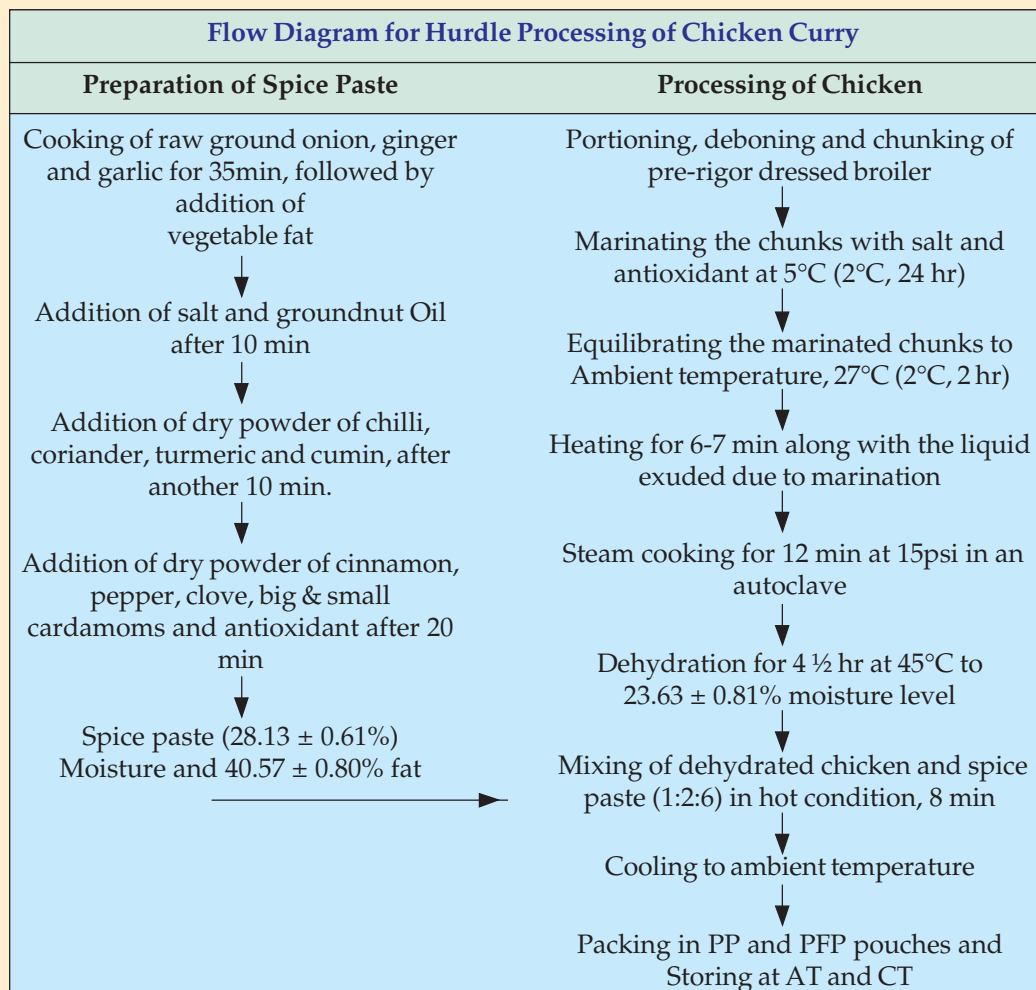 Flow Diagram for Hurdle Processing of Chicken Curry
Preparation of Spice Paste
Cooking of raw ground onion, ginger
and garlic for 35min, followed by
addition of
vegetable fat
Addition of salt and groundnut Oil
after 10 min
Addition of dry powder of chilli,
coriander, turmeric and cumin, after
another 10 min.
Addition of dry powder of cinnamon,
pepper, clove, big & small
cardamoms and antioxidant after 20
min
Spice paste (28.13 ± 0.61%)
Moisture and 40.57 ± 0.80% fat
Processing of Chicken
Portioning, deboning and chunking of
pre-rigor dressed broiler
Marinating the chunks with salt and
antioxidant at 5°C (2°C, 24 hr)
Equilibrating the marinated chunks to
Ambient temperature, 27°C (2°C, 2 hr)
Heating for 6-7 min along with the liquid
exuded due to marination
Steam cooking for 12 min at 15psi in an
autoclave
Dehydration for 4 ½ hr at 45°C to
23.63 ± 0.81% moisture level
Mixing of dehydrated chicken and spice
paste (1:2:6) in hot condition, 8 min
Cooling to ambient temperature
Packing in PP and PFP pouches and
Storing at AT and CT